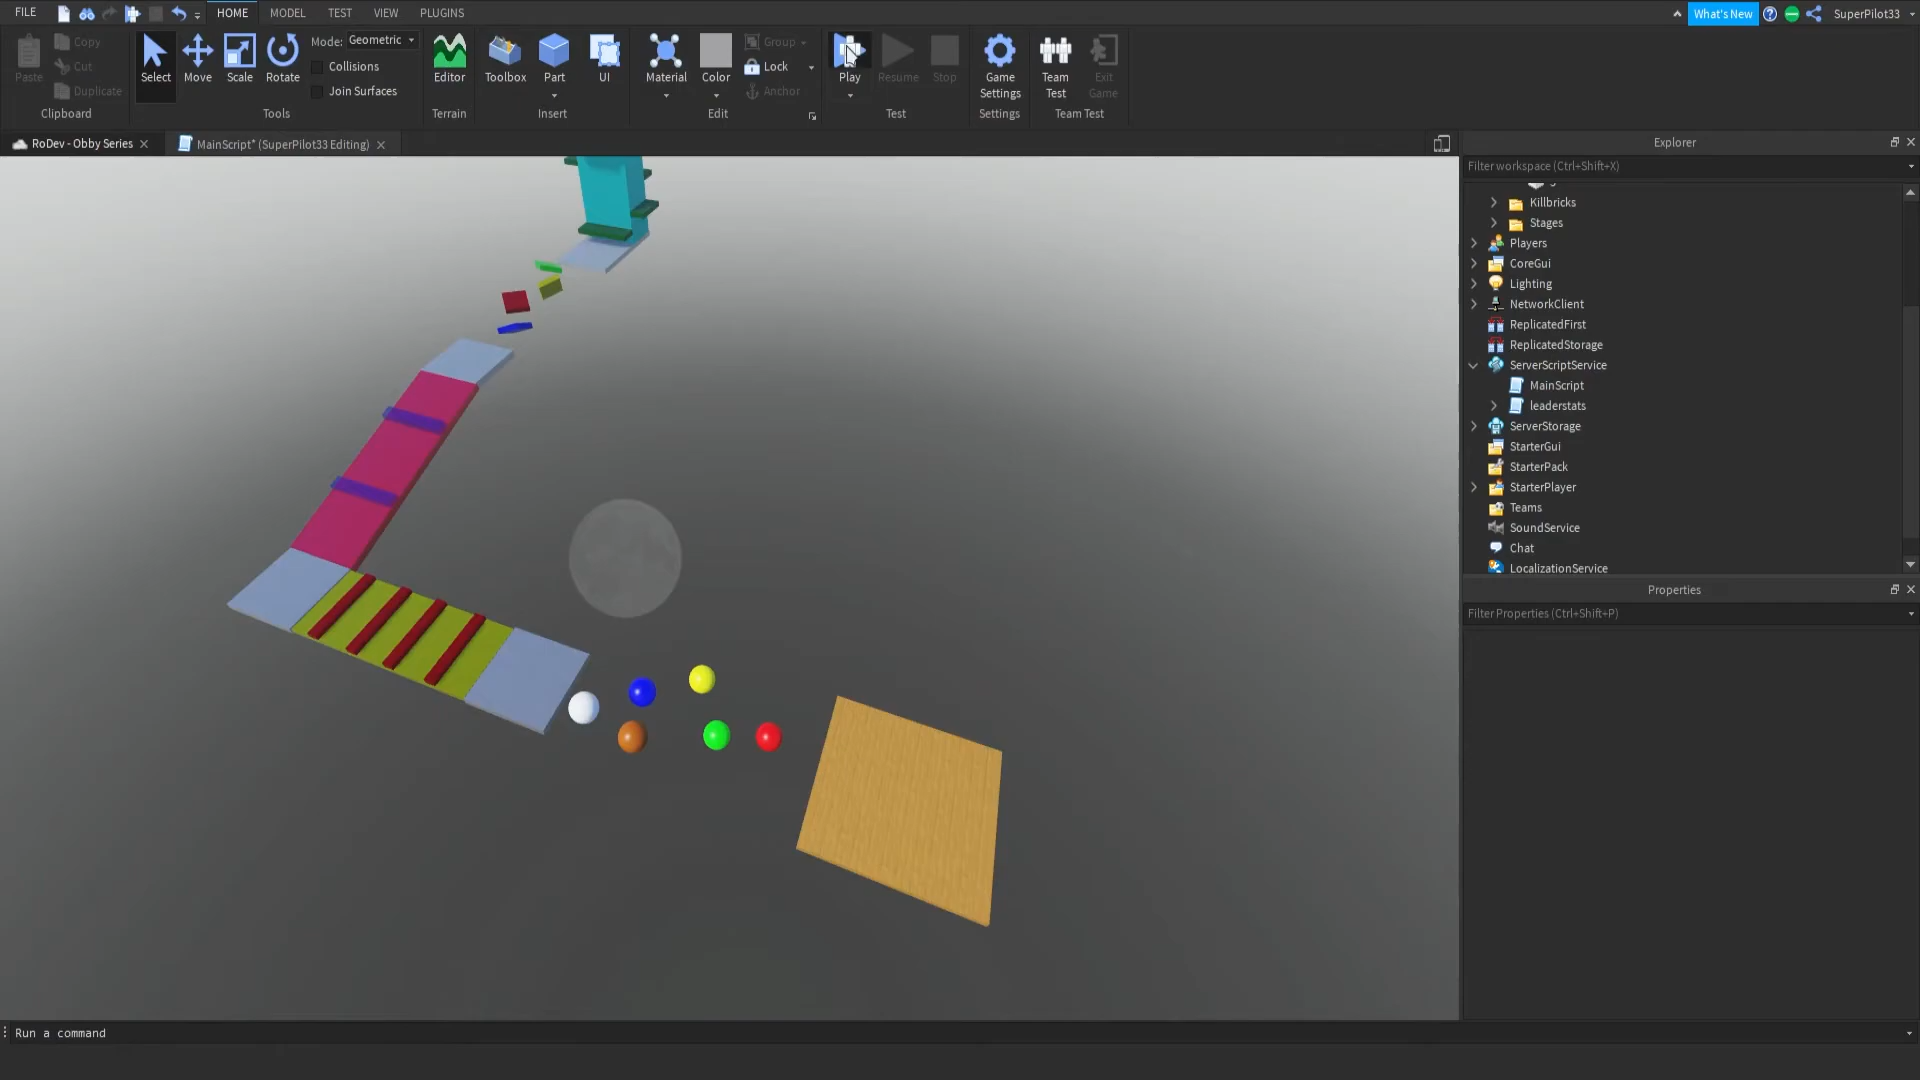 FILE HOME MODEL TEST VIEW PLUGINS What's New SuperPilot33
Paste Copy Cut Duplicate
Clipboard
Select Move Scale Rotate
Mode: Geometric
Collisions
Join Surfaces
Tools
Editor
Terrain
Toolbox Part UI
Insert
Material Color
Group
Lock
Anchor
Edit
Play Resume Stop
Test
Game Settings
Settings
Team Test
Exit Game
Team Test
RoDev - Obby Series
MainScript* (SuperPilot33 Editing)
Explorer
Filter workspace (Ctrl+Shift+X)
Killbricks
Stages
Players
CoreGui
Lighting
NetworkClient
ReplicatedFirst
ReplicatedStorage
ServerScriptService
MainScript
leaderstats
ServerStorage
StarterGui
StarterPack
StarterPlayer
Teams
SoundService
Chat
LocalizationService
Properties
Filter Properties (Ctrl+Shift+P)
Run a command